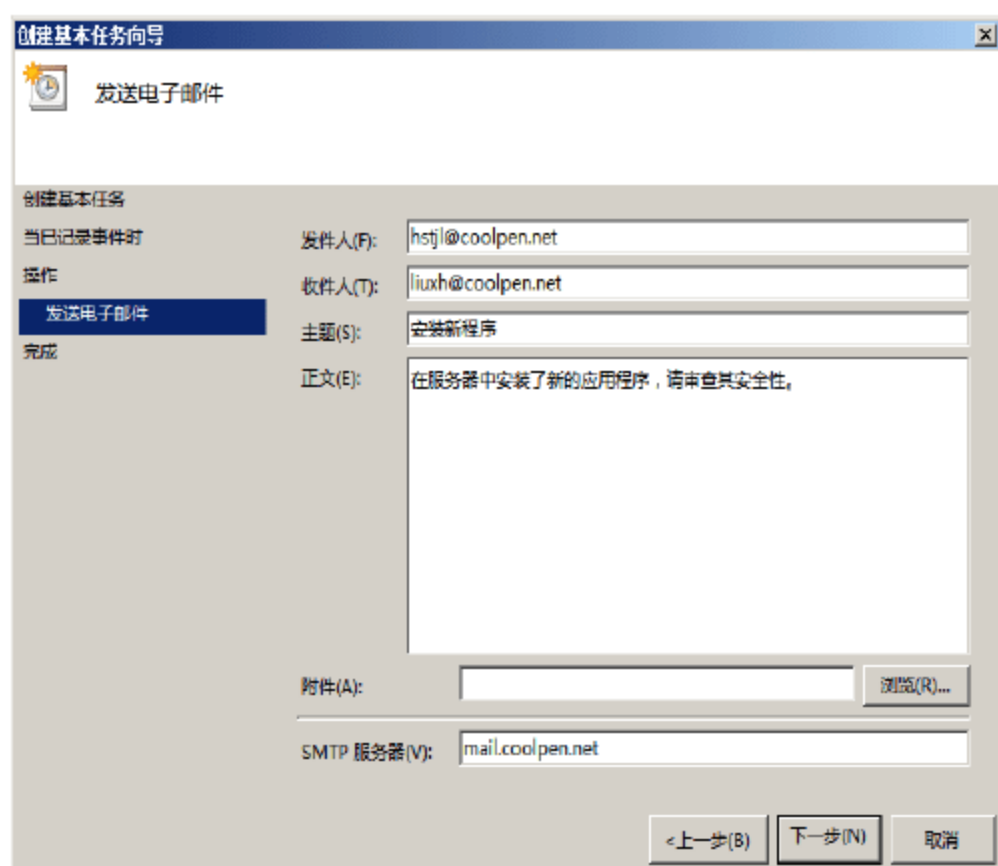 创建基本任务向导
发送电子邮件
创建基本任务
当已记录事件时
操作
发送电子邮件
完成
发件人(F): hstjl@coolpen.net
收件人(T): liuxh@coolpen.net
主题(S): 安装新程序
正文(E): 在服务器中安装了新的应用程序，请审查其安全性。
附件(A): 浏览(R)...
SMTP 服务器(V): mail.coolpen.net
<上一步(B) 下一步(N) 取消